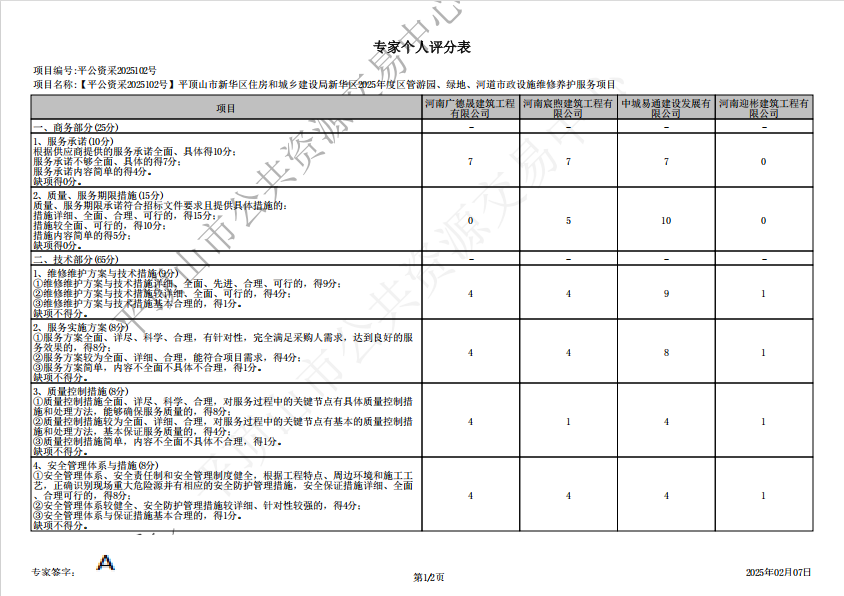 专家个人评分表
项目编号:平公资采2025102号
项目名称:【平公资采2025102号】平顶山市新华区住房和城乡建设局新华区2025年度区管游园、绿地、河道市政设施维修养护服务项目
项目 河南广德晟建筑工程有限公司 河南宸煦建筑工程有限公司 中城易通建设发展有限公司 河南迎彬建筑工程有限公司
一、商务部分(25分) - - - -
1、服务承诺(10分)
根据供应商提供的服务承诺全面、具体得10分;
服务承诺不够全面、具体的得7分;
服务承诺内容简单的得4分。
缺项得0分。
7 7 7 0
2、质量、服务期限措施(15分)
质量、服务期限承诺符合招标文件要求且提供具体措施的:
措施详细、全面、合理、可行的,得15分;
措施较全面、可行的,得10分;
措施内容简单的得5分;
缺项得0分。
0 5 10 0
二、技术部分(65分) - - - -
1、维修维护方案与技术措施(9分)
①维修维护方案与技术措施详细、全面、先进、合理、可行的,得9分;
②维修维护方案与技术措施较详细、全面、可行的,得4分;
③维修维护方案与技术措施基本合理的,得1分。
缺项不得分。
4 4 9 1
2、服务实施方案(8分)
①服务方案全面、详尽、科学、合理,有针对性,完全满足采购人需求,达到良好的服
务效果的,得8分;
②服务方案较为全面、详细、合理,能符合项目需求,得4分;
③服务方案简单,内容不全面不具体不合理,得1分。
缺项不得分。
4 4 8 1
3、质量控制措施(8分)
①质量控制措施全面、详尽、科学、合理,对服务过程中的关键节点有具体质量控制措
施和处理方法,能够确保服务质量的,得8分;
②质量控制措施较为全面、详细、合理,对服务过程中的关键节点有基本的质量控制措
施和处理方法,基本保证服务质量的,得4分;
③质量控制措施简单,内容不全面不具体不合理,得1分。
缺项不得分。
4 1 4 1
4、安全管理体系与措施(8分)
①安全管理体系、安全责任制和安全管理制度健全,根据工程特点、周边环境和施工工
艺,正确识别现场重大危险源并有相应的安全防护管理措施,安全保证措施详细、全面
、合理可行的,得8分;
②安全管理体系较健全、安全防护管理措施较详细、针对性较强的,得4分;
③安全管理体系与保证措施基本合理的,得1分。
缺项不得分。
4 4 4 1
专家签字: A
第1/2页
2025年02月07日
平顶山市公共资源交易中心
平顶山市公共资源交易中心